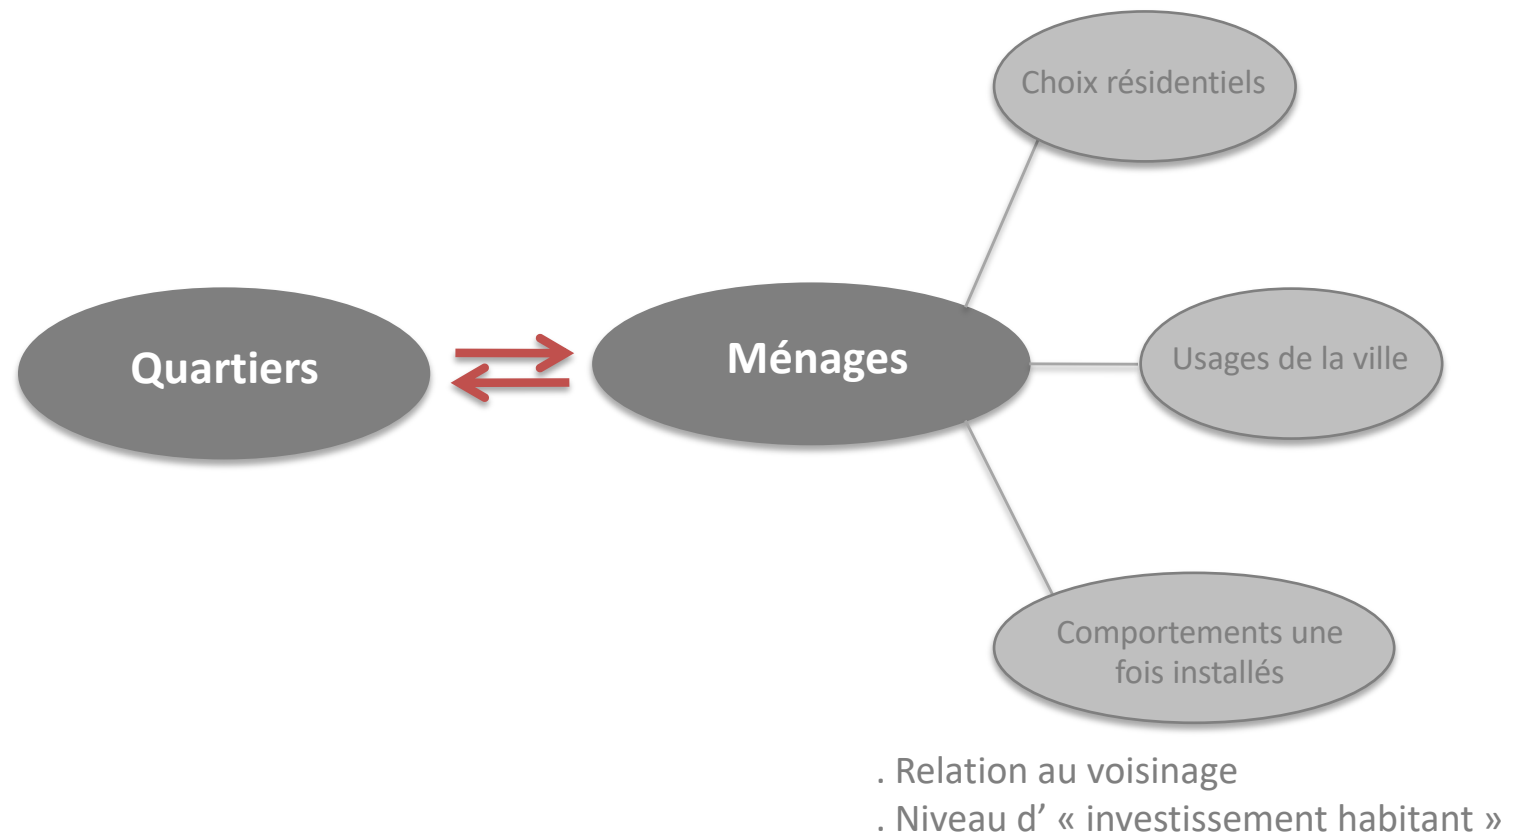 Choix résidentiels
Quartiers
Ménages
Usages de la ville
Comportements une
fois installés
. Relation au voisinage
. Niveau d’ « investissement habitant »